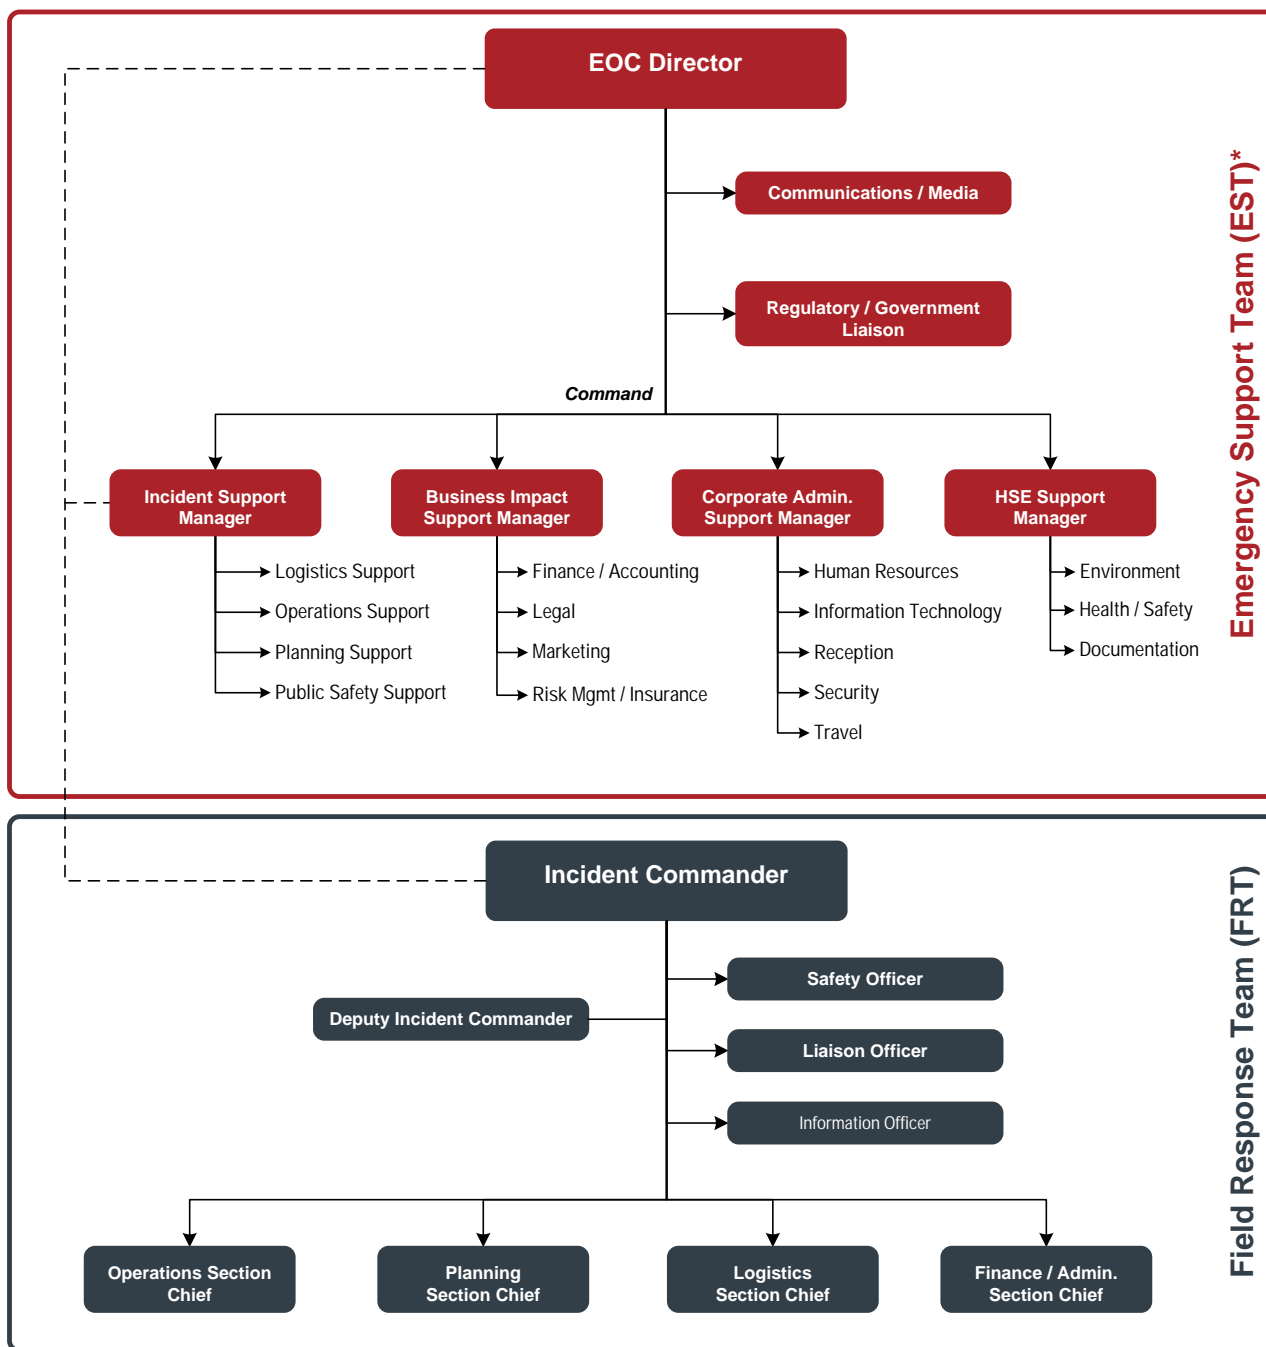 EOC Director
Communications / Media
Regulatory / Government
Liaison
Command
Incident Support
Manager
Business Impact
Support Manager
Corporate Admin.
Support Manager
HSE Support
Manager
Logistics Support
Operations Support
Planning Support
Public Safety Support
Finance / Accounting
Legal
Marketing
Risk Mgmt / Insurance
Human Resources
Information Technology
Reception
Security
Travel
Environment
Health / Safety
Documentation
Emergency Support Team (EST)*
Incident Commander
Safety Officer
Deputy Incident Commander
Liaison Officer
Information Officer
Operations Section
Chief
Planning
Section Chief
Logistics
Section Chief
Finance / Admin.
Section Chief
Field Response Team (FRT)